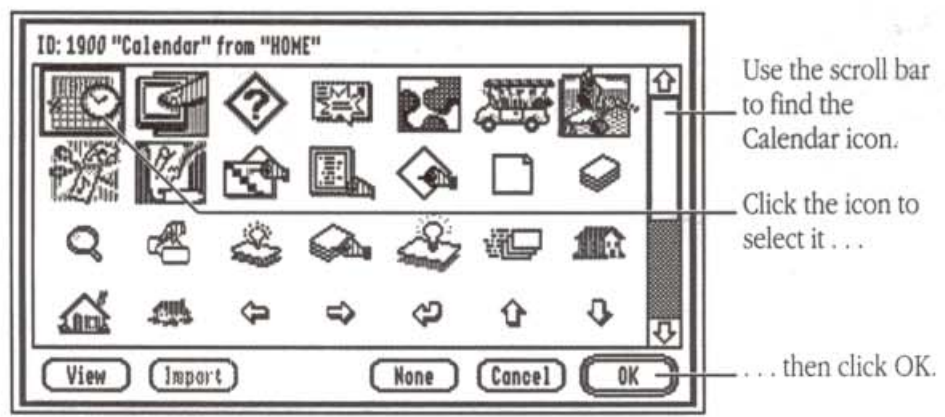 ID: 1900 "Calendar" from "HOME"
Use the scroll bar
to find the
Calendar icon.
Click the icon to
select it . . .
View
Import
None
Cancel
OK
. . . then click OK.